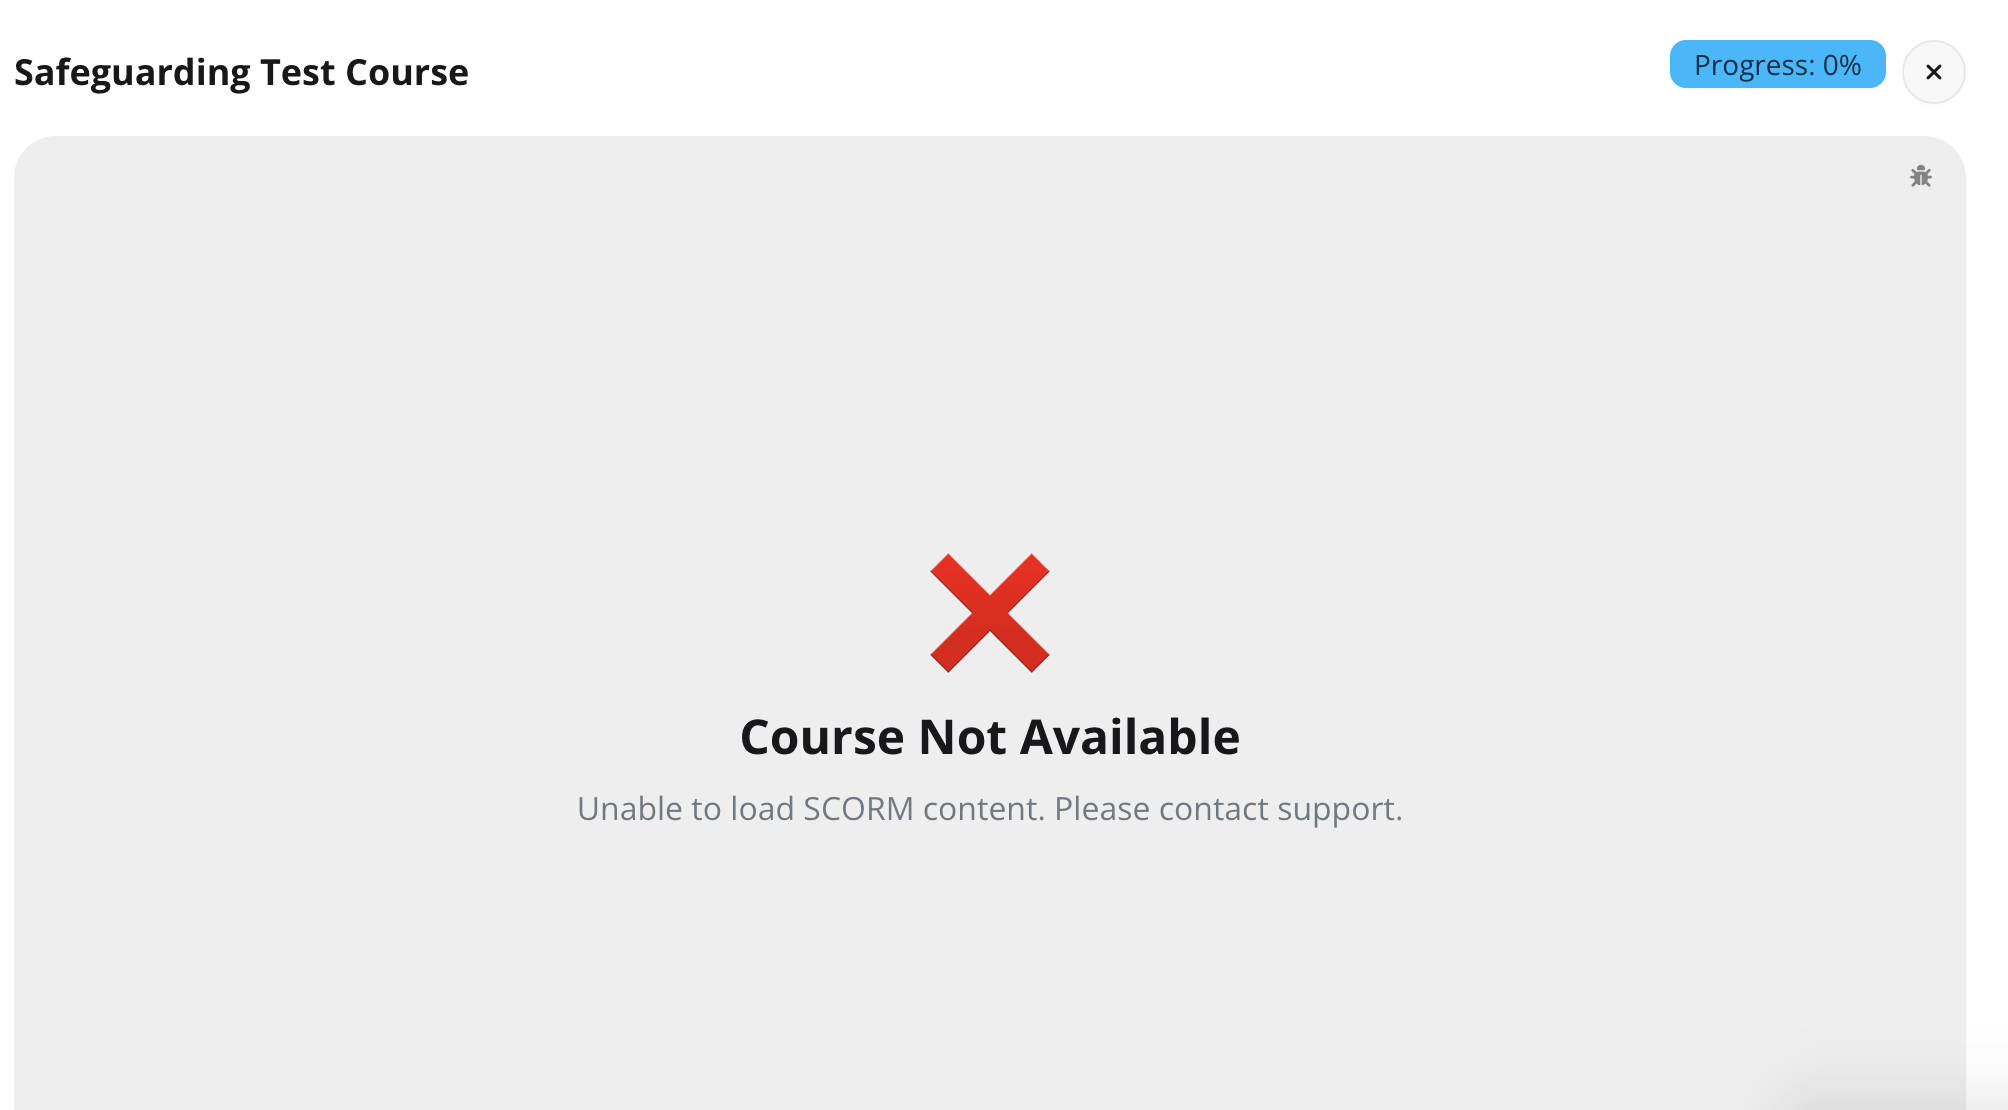 Safeguarding Test Course
Progress: 0%
Course Not Available
Unable to load SCORM content. Please contact support.